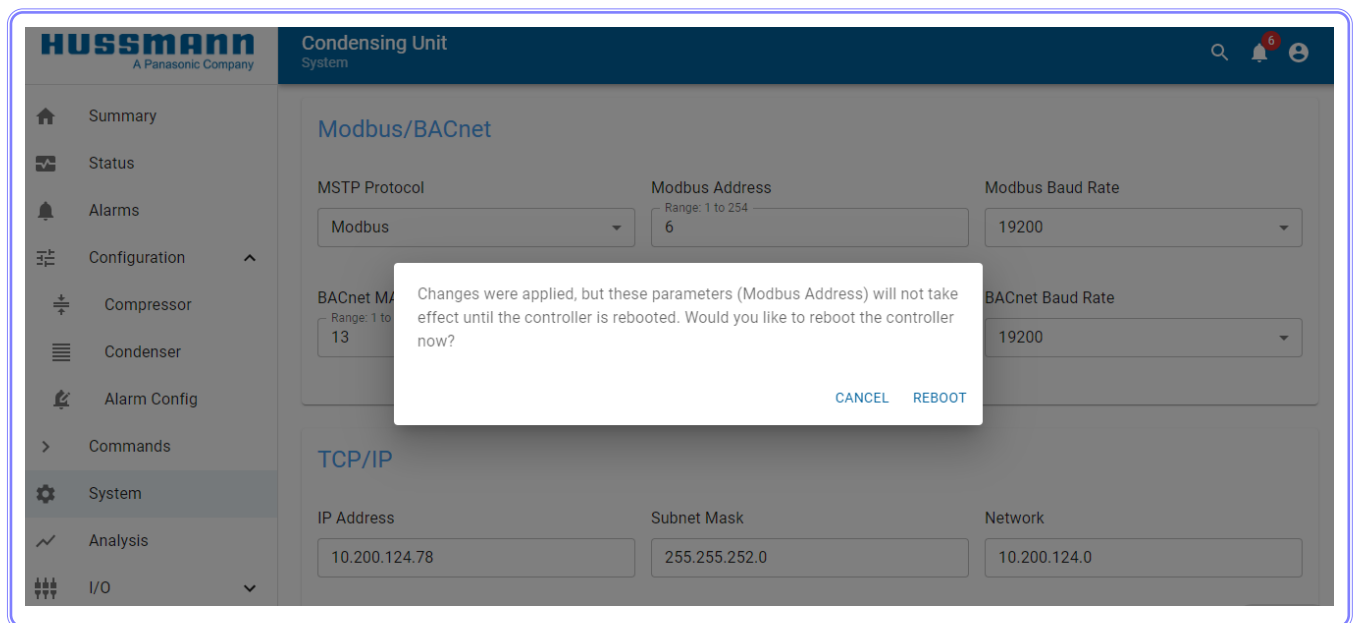 HUSSMANN
A Panasonic Company
Condensing Unit
System
6
Summary
Status
Alarms
Configuration
Compressor
Condenser
Alarm Config
Commands
System
Analysis
I/O
Modbus/BACnet
MSTP Protocol
Modbus
Modbus Address
Range: 1 to 254
6
Modbus Baud Rate
19200
BACnet MA
Range: 1 to
13
BACnet Baud Rate
19200
Changes were applied, but these parameters (Modbus Address) will not take
effect until the controller is rebooted. Would you like to reboot the controller
now?
CANCEL REBOOT
TCP/IP
IP Address
10.200.124.78
Subnet Mask
255.255.252.0
Network
10.200.124.0